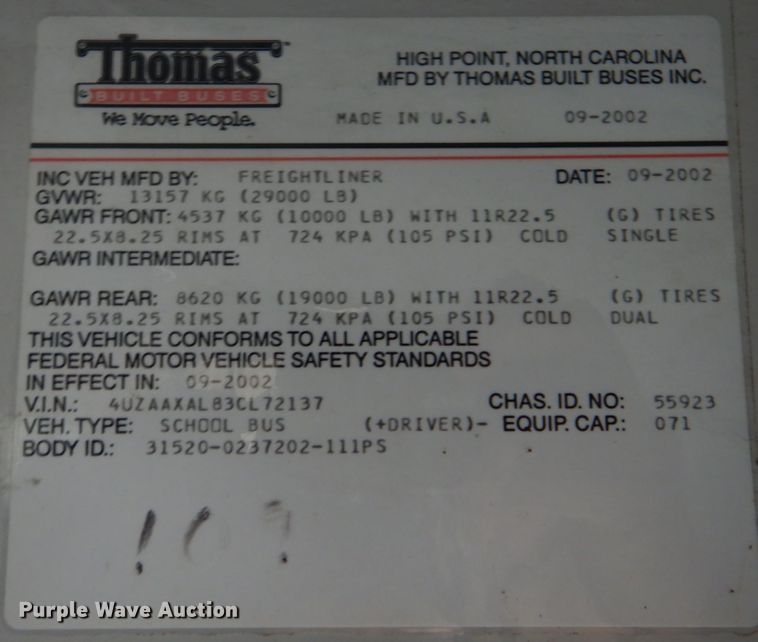 Thomas
BUILT BUSES
We Move People.
HIGH POINT, NORTH CAROLINA
MFD BY THOMAS BUILT BUSES INC.
MADE IN U.S.A 09-2002
INC VEH MFD BY: FREIGHTLINER DATE: 09-2002
GVWR: 13157 KG (29000 LB)
GAWR FRONT: 4537 KG (10000 LB) WITH 11R22.5 (G) TIRES
22.5X8.25 RIMS AT 724 KPA (105 PSI) COLD SINGLE
GAWR INTERMEDIATE:
GAWR REAR: 8620 KG (19000 LB) WITH 11R22.5 (G) TIRES
22.5X8.25 RIMS AT 724 KPA (105 PSI) COLD DUAL
THIS VEHICLE CONFORMS TO ALL APPLICABLE
FEDERAL MOTOR VEHICLE SAFETY STANDARDS
IN EFFECT IN: 09-2002
V.I.N.: 4UZAAXAL83CL72137 CHAS. ID. NO: 55923
VEH. TYPE: SCHOOL BUS (+DRIVER)- EQUIP. CAP.: 071
BODY ID.: 31520-0237202-111PS
Purple Wave Auction